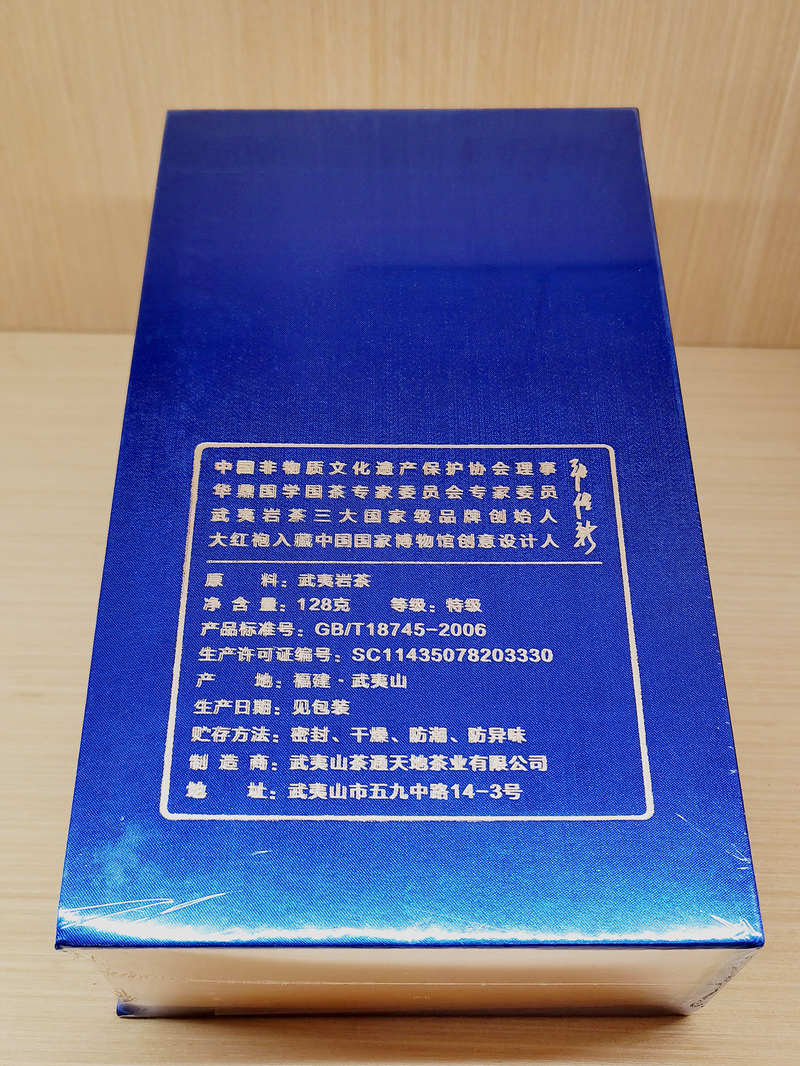 中国非物质文化遗产保护协会理事
华鼎国学国茶专家委员会专家委员
武夷岩茶三大国家级品牌创始人
大红袍入藏中国国家博物馆创意设计人
原料：武夷岩茶
净含量：128克 等级：特级
产品标准号：GB/T18745-2006
生产许可证编号：SC11435078203330
产地：福建·武夷山
生产日期：见包装
贮存方法：密封、干燥、防潮、防异味
制造商：武夷山茶通天地茶业有限公司
地址：武夷山市五九中路14-3号